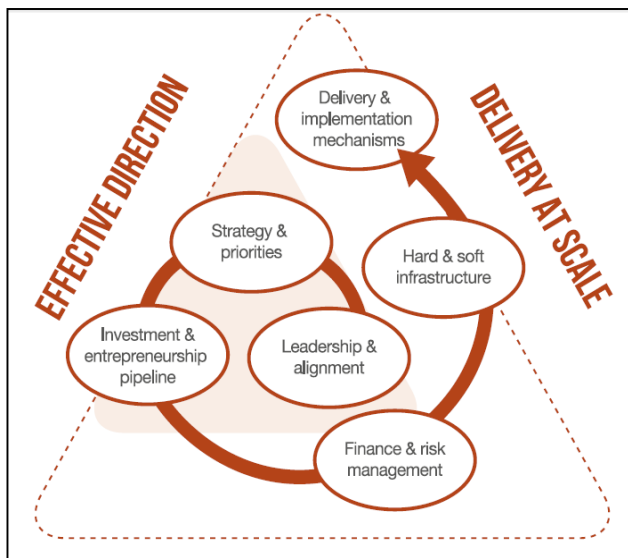 EFFECTIVE DIRECTION
DELIVERY AT SCALE
Delivery &
implementation
mechanisms
Strategy &
priorities
Hard & soft
infrastructure
Investment &
entrepreneurship
pipeline
Leadership &
alignment
Finance & risk
management